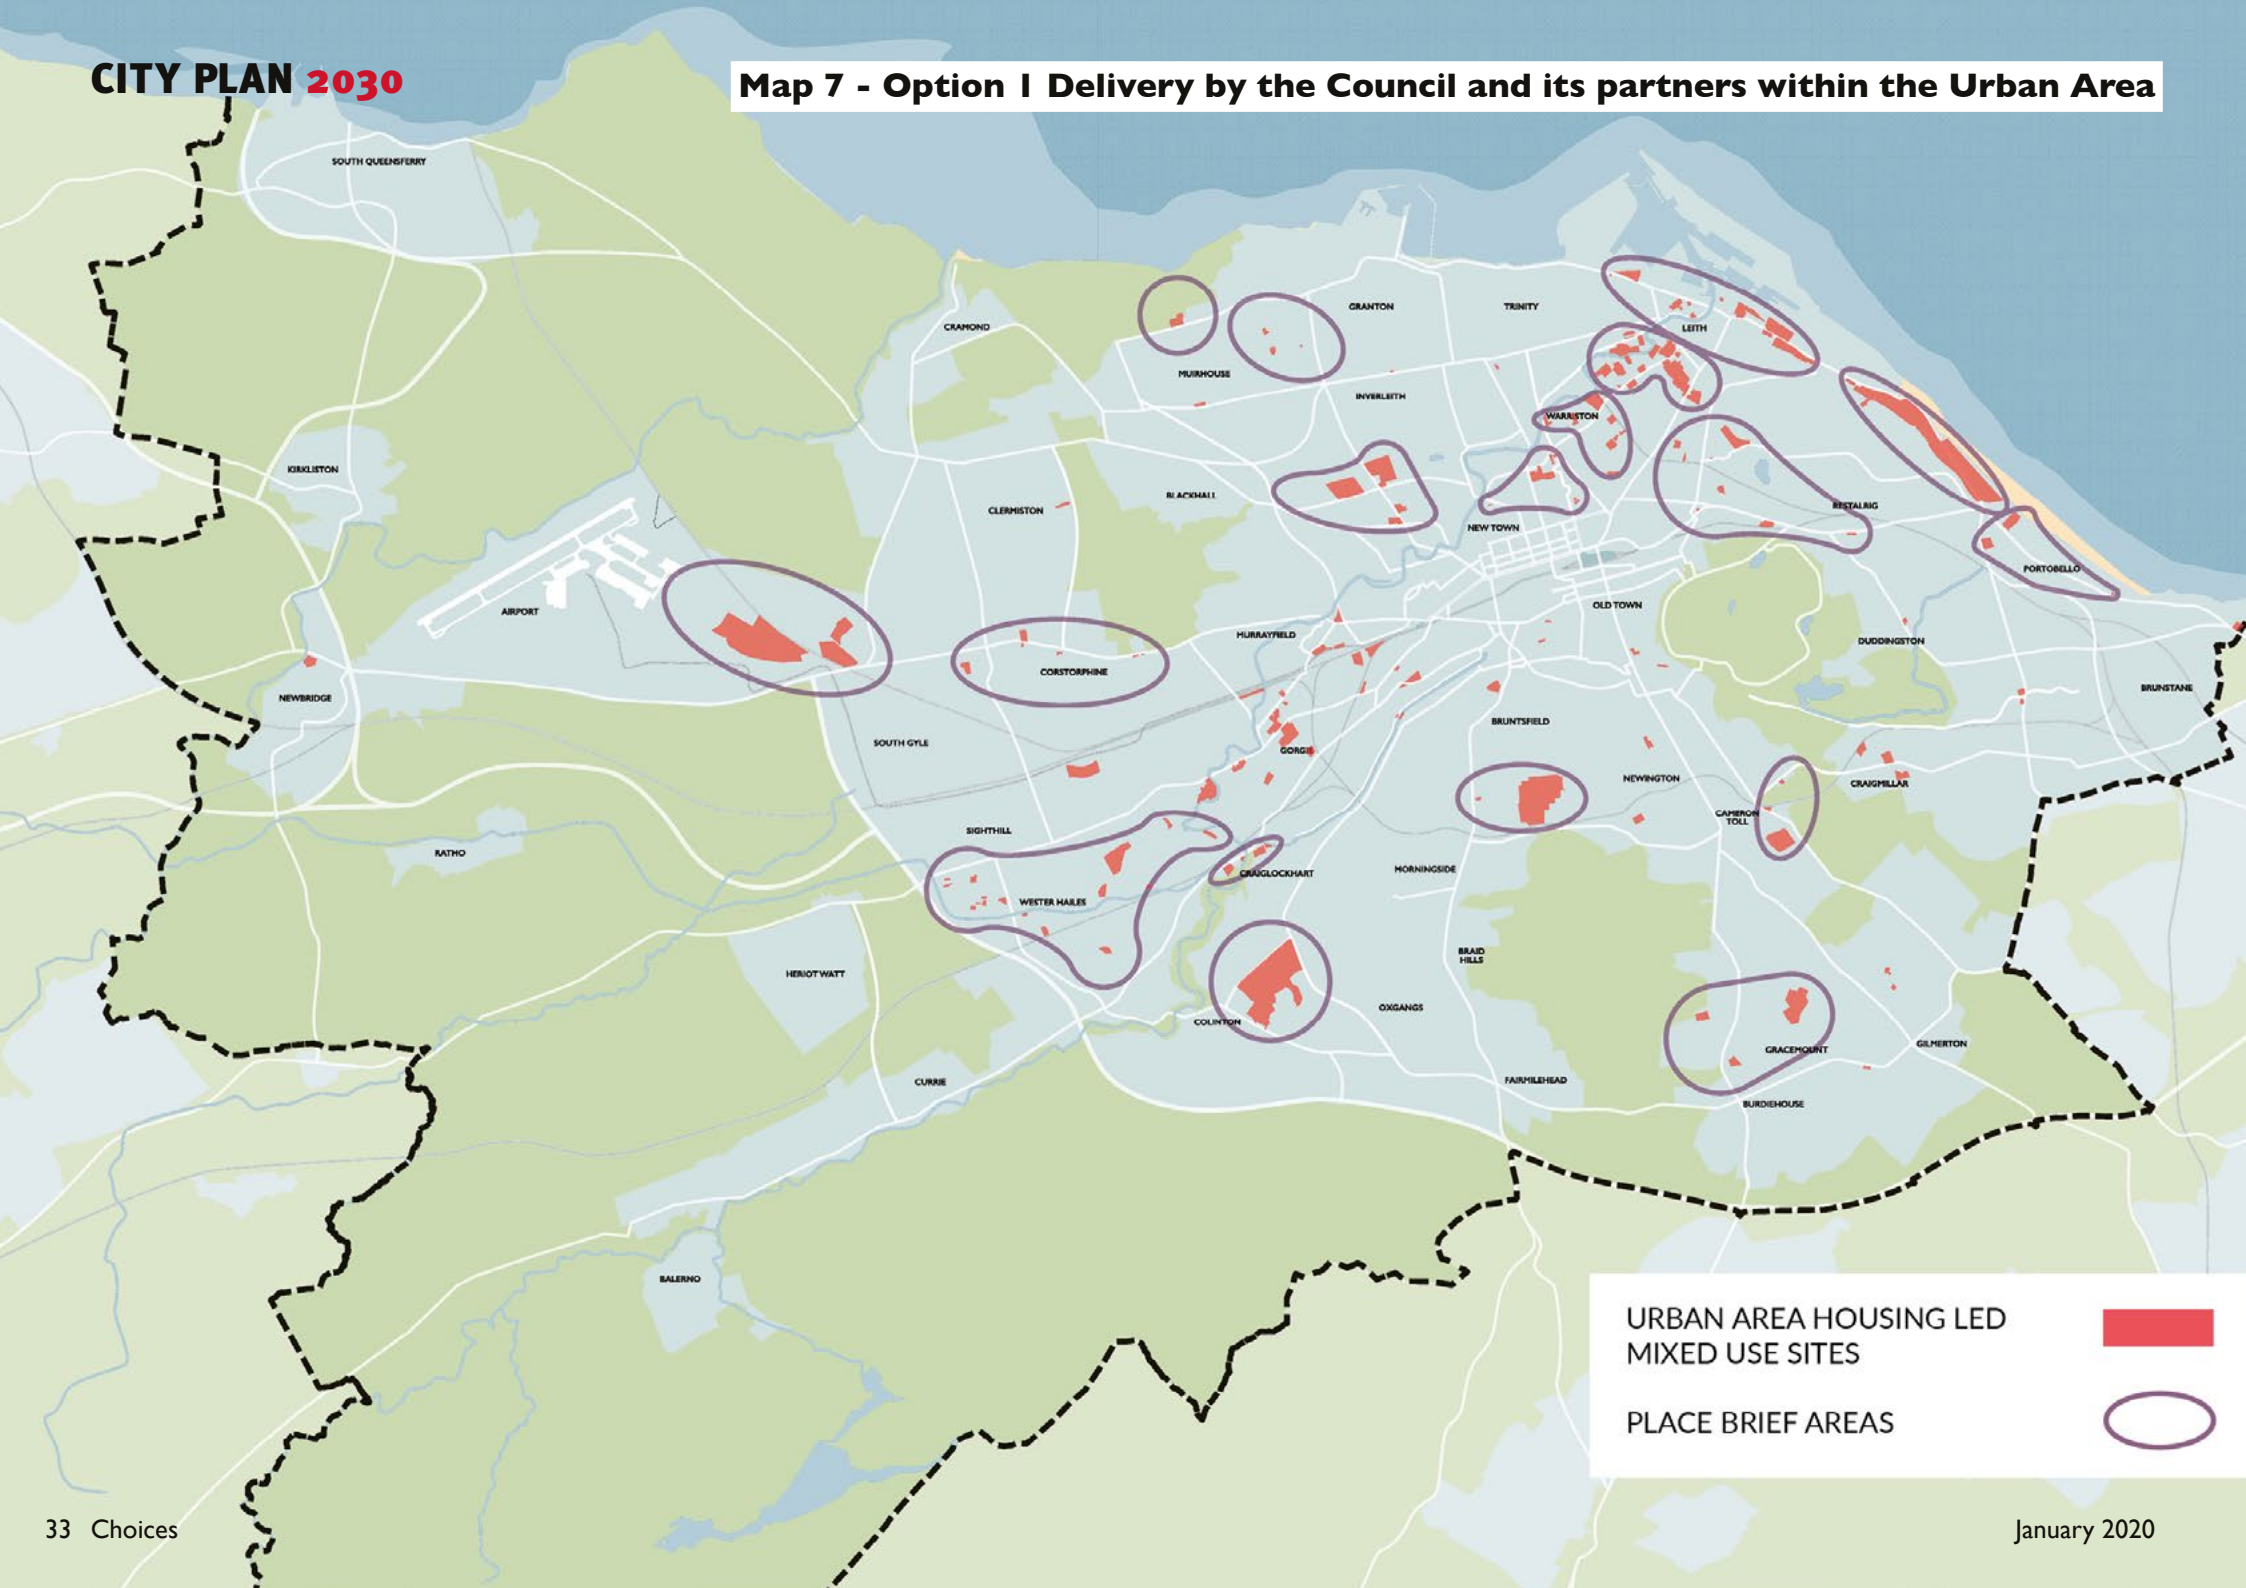 CITY PLAN 2030
Map 7 - Option 1 Delivery by the Council and its partners within the Urban Area
SOUTH QUEENSFERRY
GRANTON
TRINITY
CRAMOND
LEITH
MUIRHOUSE
INVERLEITH
WARRISTON
KIRKLISTON
BLACKHALL
CLERMISTON
RESTALRIG
NEW TOWN
PORTOBELLO
AIRPORT
OLD TOWN
MURRAYFIELD
DUDDINGSTON
CORSTORPHINE
BRUNSTANE
NEWBRIDGE
BRUNTSFIELD
SOUTH GYLE
GORGIE
NEWINGTON
CRAIGMILLAR
CAMERON
TOLL
SIGHTHILL
RATHO
MORNINGSIDE
CRAIGLOCKHART
WESTER HAILES
BRAID
HILLS
HERIOT WATT
OXGANGS
COLINTON
GILMERTON
GRACEMOUNT
CURRIE
FAIRMILEHEAD
BURDIEHOUSE
BALERNO
URBAN AREA HOUSING LED
MIXED USE SITES
PLACE BRIEF AREAS
33 Choices
January 2020